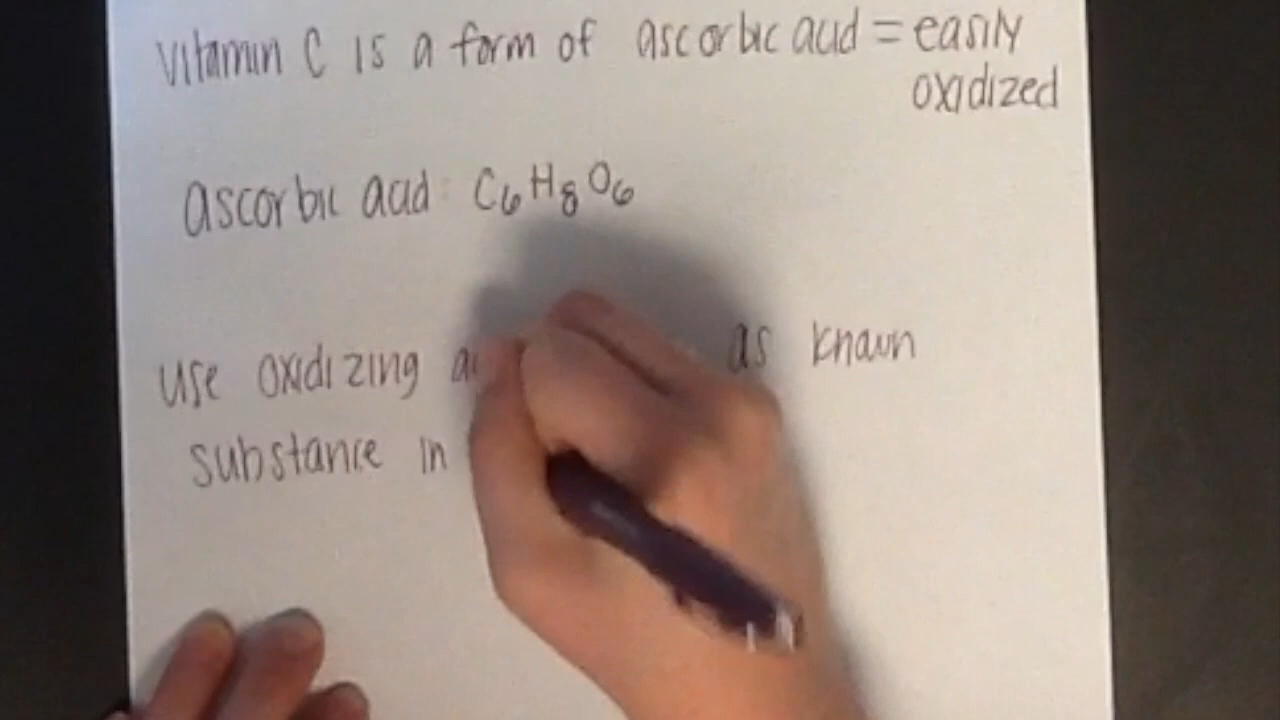 Vitamin C is a form of ascorbic acid = easily
oxidized
ascorbic acid: C₆H₈O₆
use oxidizing as known
substance in